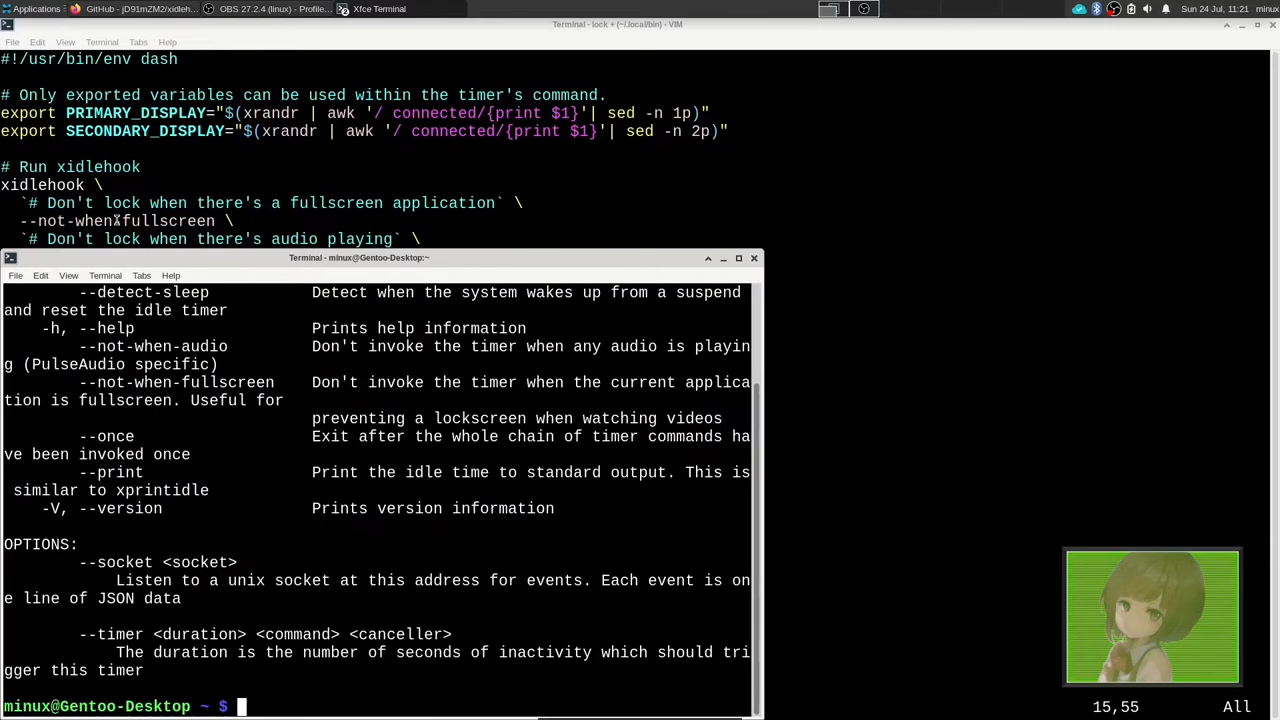 Applications
GitHub - jD91mZM2/xidleh...
OBS 27.2.4 (linux) - Profile...
Xfce Terminal
Sun 24 Jul, 11:21
minux
Terminal - lock + (~/.local/bin) - VIM
File Edit View Terminal Tabs Help
#!/usr/bin/env dash
# Only exported variables can be used within the timer's command.
export PRIMARY_DISPLAY="$(xrandr | awk '/ connected/{print $1}'| sed -n 1p)"
export SECONDARY_DISPLAY="$(xrandr | awk '/ connected/{print $1}'| sed -n 2p)"
# Run xidlehook
xidlehook \
`# Don't lock when there's a fullscreen application` \
--not-when-fullscreen \
`# Don't lock when there's audio playing` \
Terminal - minux@Gentoo-Desktop:~
File Edit View Terminal Tabs Help
--detect-sleep Detect when the system wakes up from a suspend
and reset the idle timer
-h, --help Prints help information
--not-when-audio Don't invoke the timer when any audio is playin
g (PulseAudio specific)
--not-when-fullscreen Don't invoke the timer when the current applica
tion is fullscreen. Useful for
preventing a lockscreen when watching videos
--once Exit after the whole chain of timer commands ha
ve been invoked once
--print Print the idle time to standard output. This is
similar to xprintidle
-V, --version Prints version information
OPTIONS:
--socket <socket>
Listen to a unix socket at this address for events. Each event is on
e line of JSON data
--timer <duration> <command> <canceller>
The duration is the number of seconds of inactivity which should tri
gger this timer
minux@Gentoo-Desktop ~ $
15,55 All